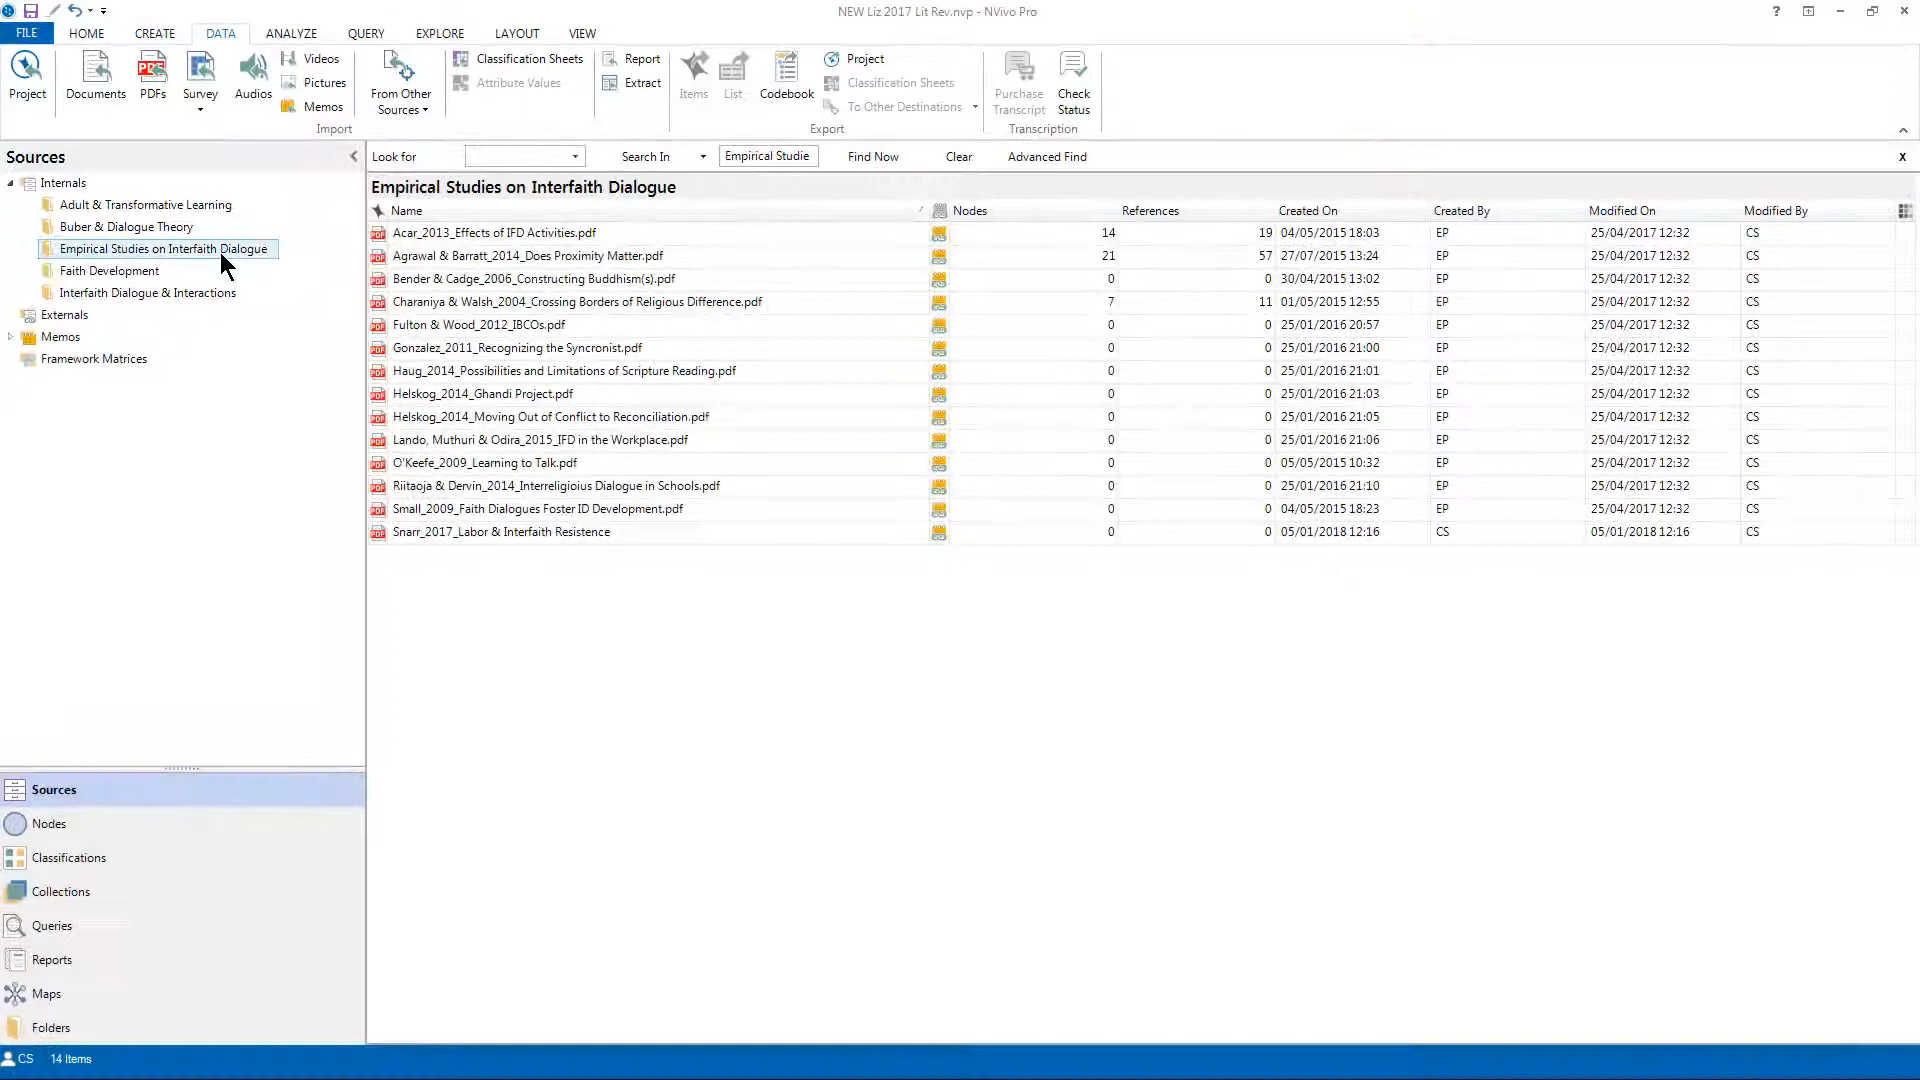 NEW Liz 2017 Lit Rev.nvp - NVivo Pro
FILE HOME CREATE DATA ANALYZE QUERY EXPLORE LAYOUT VIEW
Project
Documents
PDFs
Survey
Audios
Videos
Pictures
Memos
From Other Sources
Classification Sheets
Attribute Values
Import
Report
Extract
Items
List
Codebook
Project
Classification Sheets
To Other Destinations
Export
Purchase Transcript
Check Status
Transcription
Sources
Internals
Adult & Transformative Learning
Buber & Dialogue Theory
Empirical Studies on Interfaith Dialogue
Faith Development
Interfaith Dialogue & Interactions
Externals
Memos
Framework Matrices
Look for Search In Empirical Studie Find Now Clear Advanced Find X
Empirical Studies on Interfaith Dialogue
Name Nodes References Created On Created By Modified On Modified By
Acar_2013_Effects of IFD Activities.pdf 14 19 04/05/2015 18:03 EP 25/04/2017 12:32 CS
Agrawal & Barratt_2014_Does Proximity Matter.pdf 21 57 27/07/2015 13:24 EP 25/04/2017 12:32 CS
Bender & Cadge_2006_Constructing Buddhism(s).pdf 0 0 30/04/2015 13:02 EP 25/04/2017 12:32 CS
Charaniya & Walsh_2004_Crossing Borders of Religious Difference.pdf 7 11 01/05/2015 12:55 EP 25/04/2017 12:32 CS
Fulton & Wood_2012_IBCOs.pdf 0 0 25/01/2016 20:57 EP 25/04/2017 12:32 CS
Gonzalez_2011_Recognizing the Syncronist.pdf 0 0 25/01/2016 21:00 EP 25/04/2017 12:32 CS
Haug_2014_Possibilities and Limitations of Scripture Reading.pdf 0 0 25/01/2016 21:01 EP 25/04/2017 12:32 CS
Helskog_2014_Ghandi Project.pdf 0 0 25/01/2016 21:03 EP 25/04/2017 12:32 CS
Helskog_2014_Moving Out of Conflict to Reconciliation.pdf 0 0 25/01/2016 21:05 EP 25/04/2017 12:32 CS
Lando, Muthuri & Odira_2015_IFD in the Workplace.pdf 0 0 25/01/2016 21:06 EP 25/04/2017 12:32 CS
O'Keefe_2009_Learning to Talk.pdf 0 0 05/05/2015 10:32 EP 25/04/2017 12:32 CS
Riitaoja & Dervin_2014_Interreligioius Dialogue in Schools.pdf 0 0 25/01/2016 21:10 EP 25/04/2017 12:32 CS
Small_2009_Faith Dialogues Foster ID Development.pdf 0 0 04/05/2015 18:23 EP 25/04/2017 12:32 CS
Snarr_2017_Labor & Interfaith Resistence 0 0 05/01/2018 12:16 CS 05/01/2018 12:16 CS
Sources
Nodes
Classifications
Collections
Queries
Reports
Maps
Folders
CS 14 Items